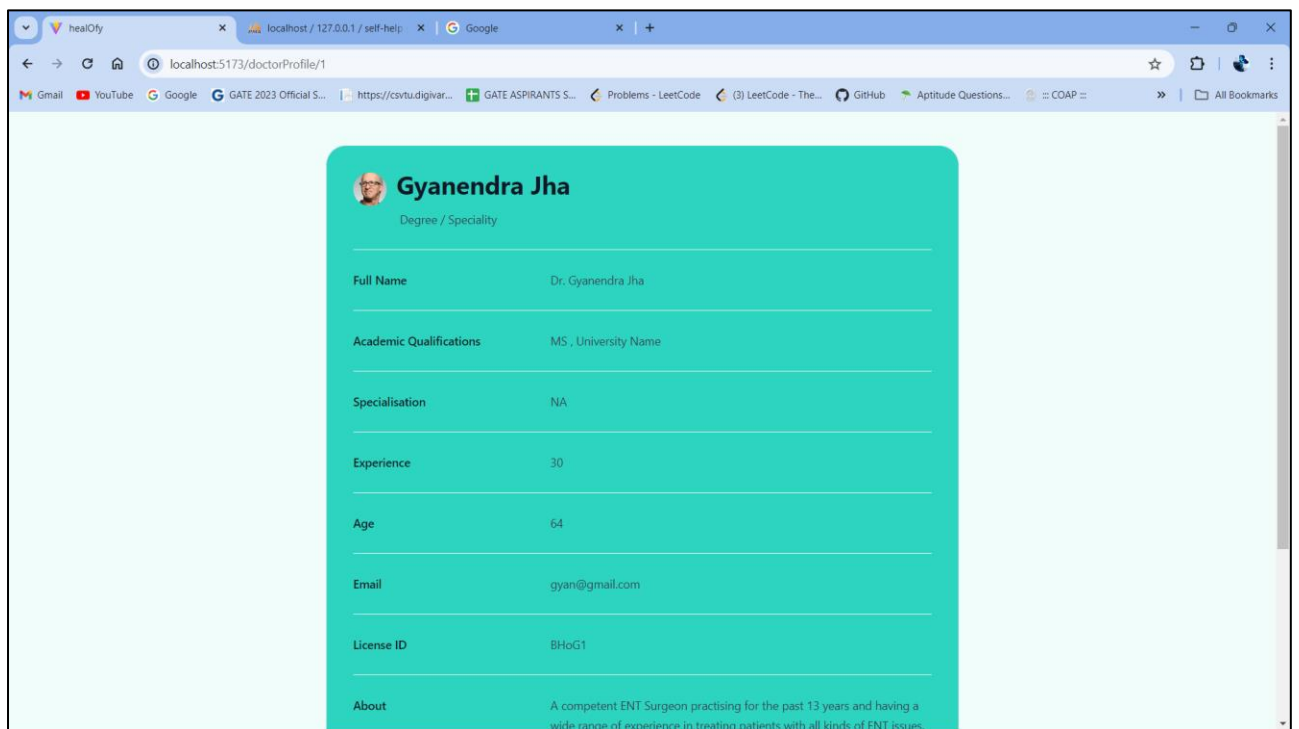 healOfy
localhost / 127.0.0.1 / self-help
Google
localhost:5173/doctorProfile/1
Gmail YouTube Google GATE 2023 Official S... https://csvtu.digivar... GATE ASPIRANTS S... Problems - LeetCode (3) LeetCode - The... GitHub Aptitude Questions... ::: COAP ::: » All Bookmarks
Gyanendra Jha
Degree / Speciality
Full Name Dr. Gyanendra Jha
Academic Qualifications MS , University Name
Specialisation NA
Experience 30
Age 64
Email gyan@gmail.com
License ID BHoG1
About A competent ENT Surgeon practising for the past 13 years and having a
wide range of experience in treating patients with all kinds of ENT issues.